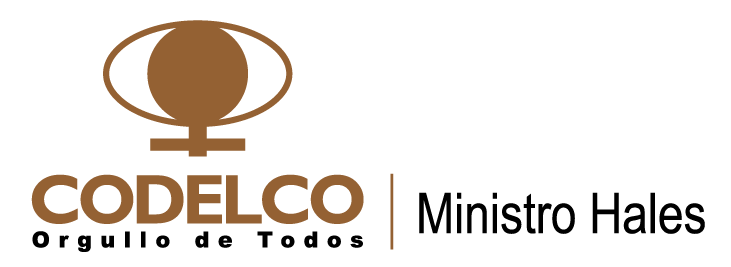 CODELCO
Orgullo de Todos
Ministro Hales